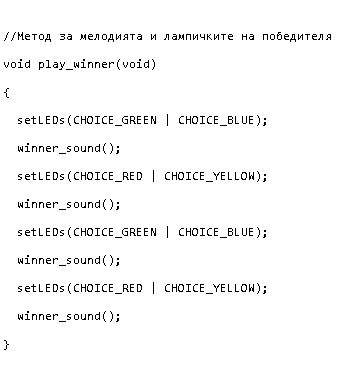 //Метод за мелодията и лампичките на победителя
void play_winner(void)
{
  setLEDs(CHOICE_GREEN | CHOICE_BLUE);
  winner_sound();
  setLEDs(CHOICE_RED | CHOICE_YELLOW);
  winner_sound();
  setLEDs(CHOICE_GREEN | CHOICE_BLUE);
  winner_sound();
  setLEDs(CHOICE_RED | CHOICE_YELLOW);
  winner_sound();
}